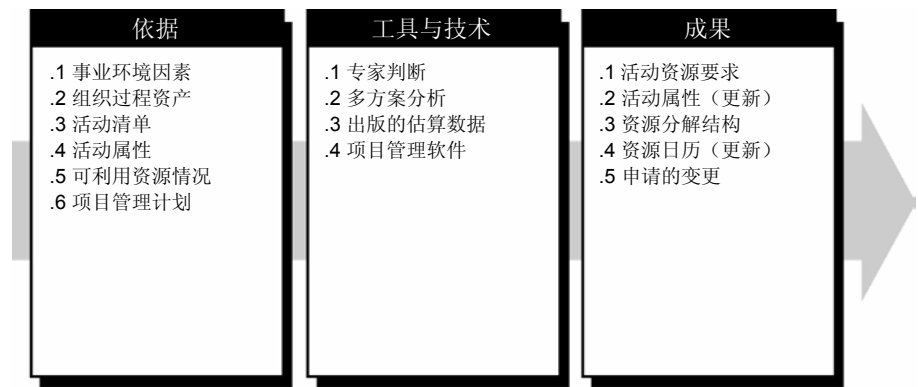 依据
.1 事业环境因素
.2 组织过程资产
.3 活动清单
.4 活动属性
.5 可利用资源情况
.6 项目管理计划
工具与技术
.1 专家判断
.2 多方案分析
.3 出版的估算数据
.4 项目管理软件
成果
.1 活动资源要求
.2 活动属性（更新）
.3 资源分解结构
.4 资源日历（更新）
.5 申请的变更